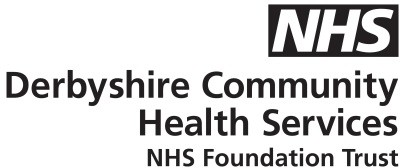 NHS
Derbyshire Community
Health Services
NHS Foundation Trust